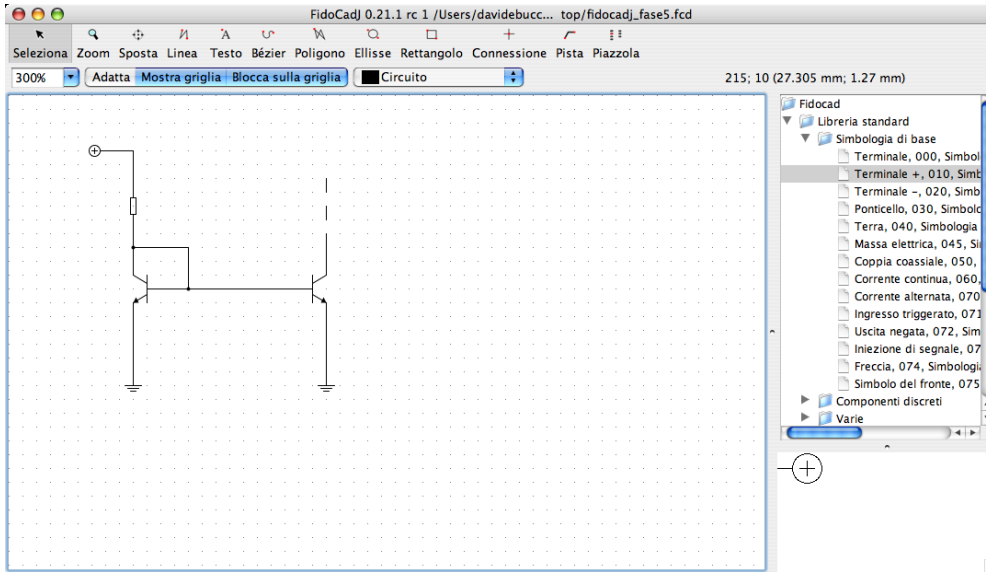 FidoCadJ 0.21.1 rc 1 /Users/davidebucc... top/fidocadj_fase5.fcd
Seleziona Zoom Sposta Linea Testo Bézier Poligono Ellisse Rettangolo Connessione Pista Piazzola
300% Adatta Mostra griglia Blocca sulla griglia Circuito 215; 10 (27.305 mm; 1.27 mm)
Fidocad
Libreria standard
Simbologia di base
Terminale, 000, Simbol
Terminale +, 010, Simb
Terminale -, 020, Simb
Ponticello, 030, Simbolo
Terra, 040, Simbologia
Massa elettrica, 045, Si
Coppia coassiale, 050,
Corrente continua, 060,
Corrente alternata, 070
Ingresso triggerato, 071
Uscita negata, 072, Sim
Iniezione di segnale, 07
Freccia, 074, Simbologi
Simbolo del fronte, 075
Componenti discreti
Varie